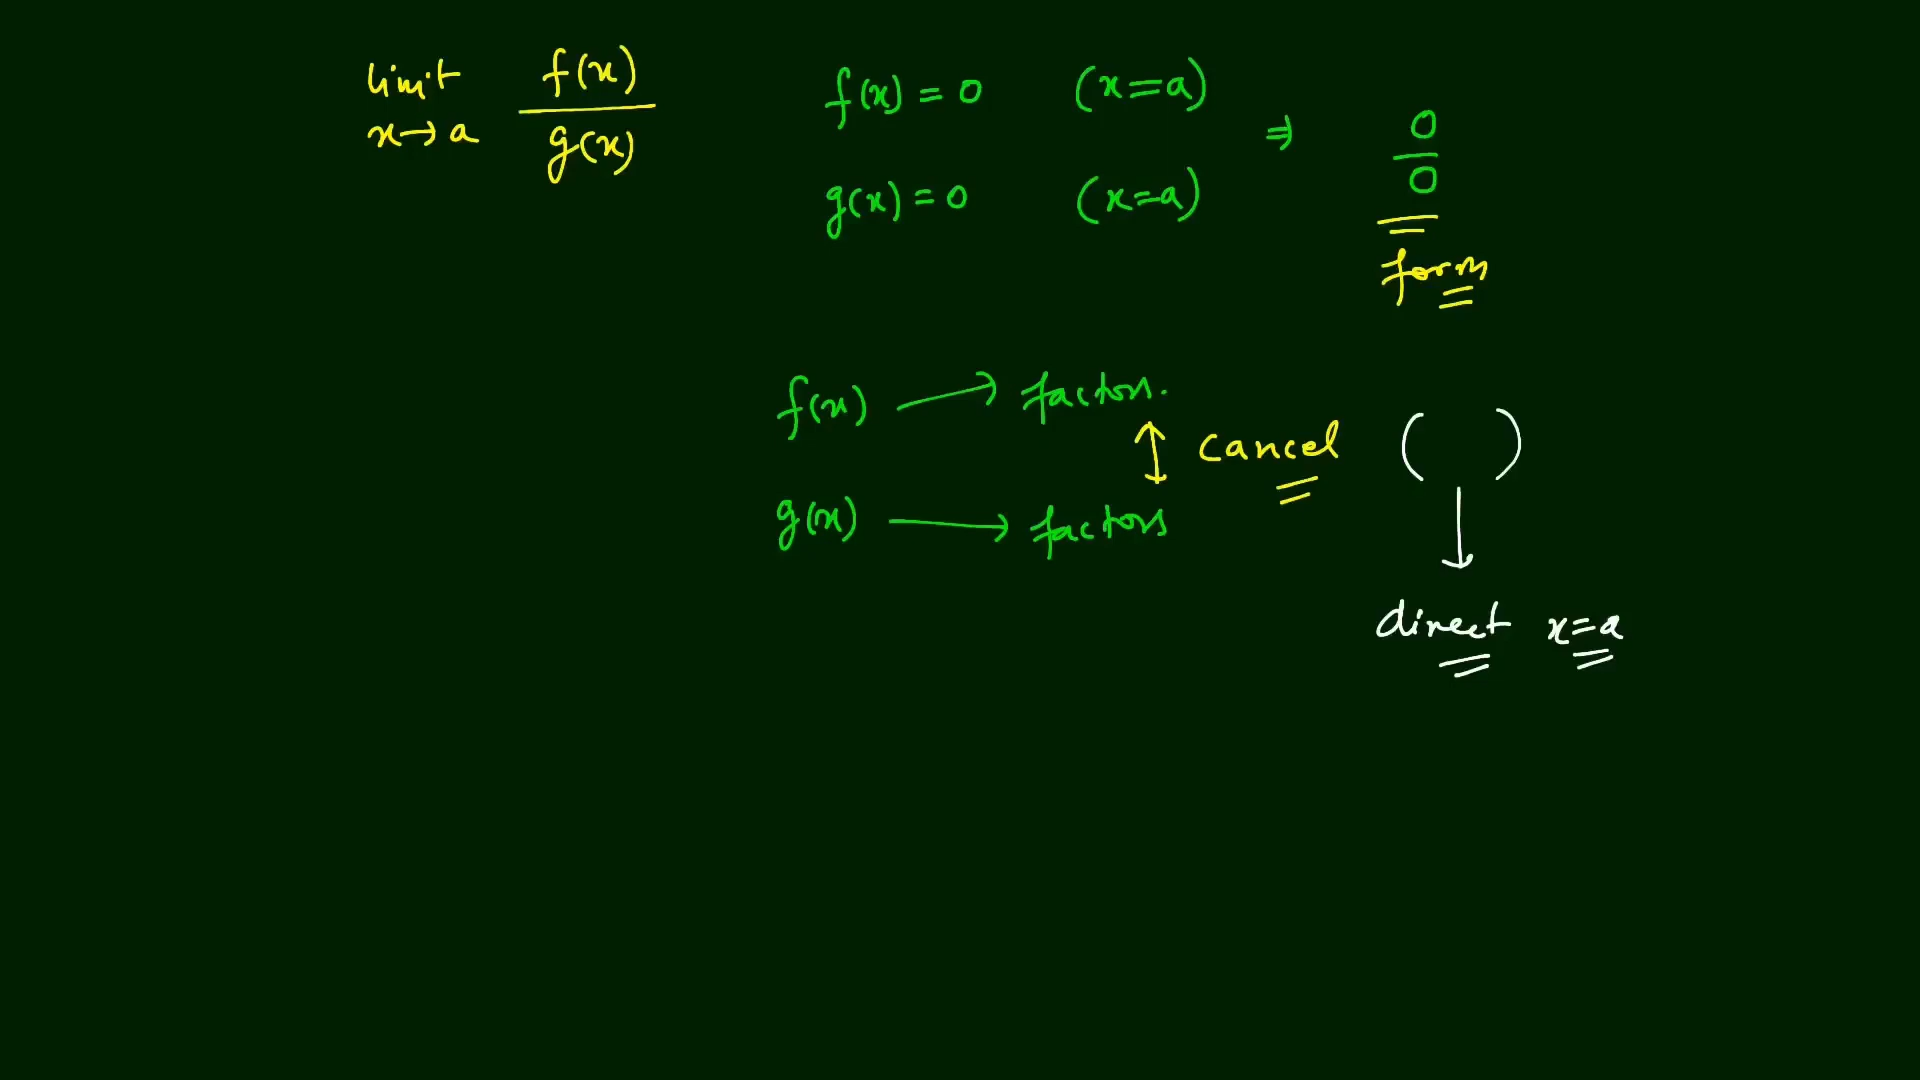 limit f(x)
x→a g(x)
f(x) = 0 (x=a)
⇒ 0
0
g(x) = 0 (x=a)
form
f(x) → factors.
↕ cancel ( )
g(x) → factors
↓
direct x=a